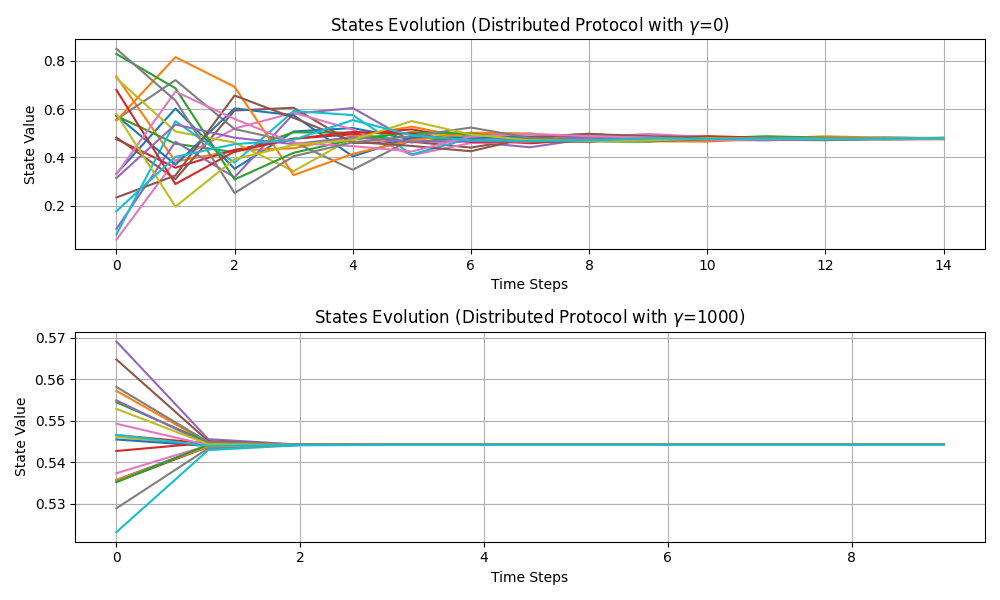 States Evolution (Distributed Protocol with γ=0)
State Value
0.8
0.6
0.4
0.2
0 2 4 6 8 10 12 14
Time Steps
States Evolution (Distributed Protocol with γ=1000)
State Value
0.57
0.56
0.55
0.54
0.53
0 2 4 6 8
Time Steps